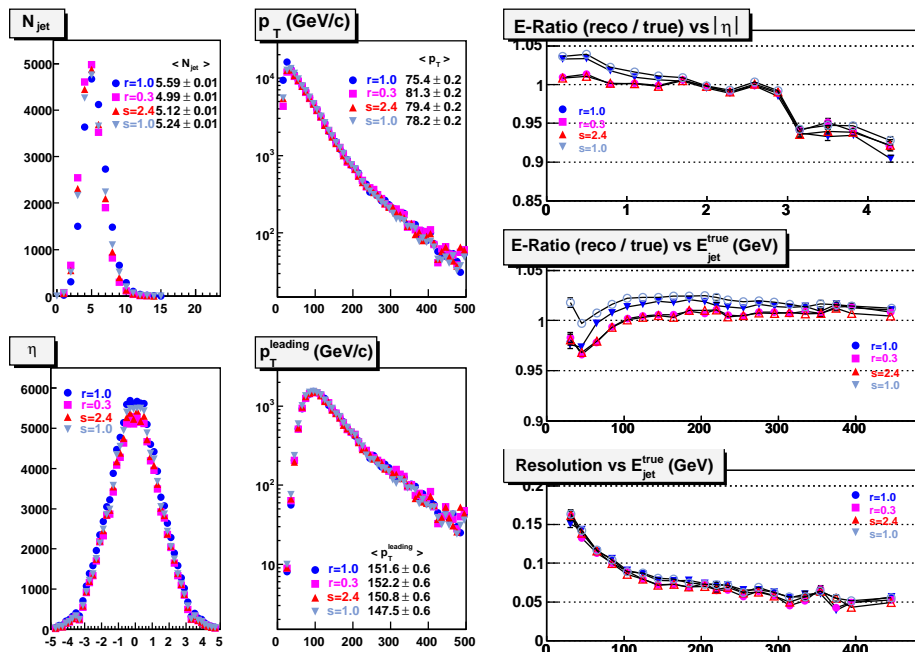 N_jet
< N_jet >
r=1.0 5.59 ± 0.01
r=0.3 4.99 ± 0.01
s=2.4 5.12 ± 0.01
s=1.0 5.24 ± 0.01
5000
4000
3000
2000
1000
0
0 5 10 15 20
p_T (GeV/c)
< p_T >
r=1.0 75.4 ± 0.2
r=0.3 81.3 ± 0.2
s=2.4 79.4 ± 0.2
s=1.0 78.2 ± 0.2
10^4
10^3
10^2
0 100 200 300 400 500
E-Ratio (reco / true) vs |η|
1.05
1
0.95
0.9
0.85
r=1.0
r=0.3
s=2.4
s=1.0
0 1 2 3 4
E-Ratio (reco / true) vs E_jet^true (GeV)
1.05
1
0.95
0.9
r=1.0
r=0.3
s=2.4
s=1.0
0 100 200 300 400
η
r=1.0
r=0.3
s=2.4
s=1.0
6000
5000
4000
3000
2000
1000
0
-5 -4 -3 -2 -1 0 1 2 3 4 5
p_T^leading (GeV/c)
10^3
10^2
10
< p_T^leading >
r=1.0 151.6 ± 0.6
r=0.3 152.2 ± 0.6
s=2.4 150.8 ± 0.6
s=1.0 147.5 ± 0.6
0 100 200 300 400 500
Resolution vs E_jet^true (GeV)
0.2
0.15
0.1
0.05
0
r=1.0
r=0.3
s=2.4
s=1.0
0 100 200 300 400